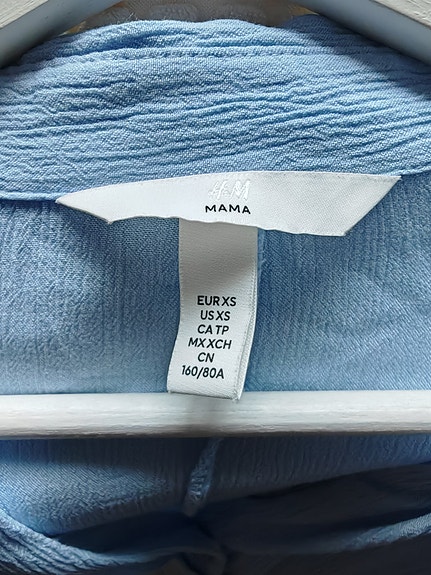 H&M
MAMA
EUR XS
US XS
CA TP
MX XCH
CN
160/80A